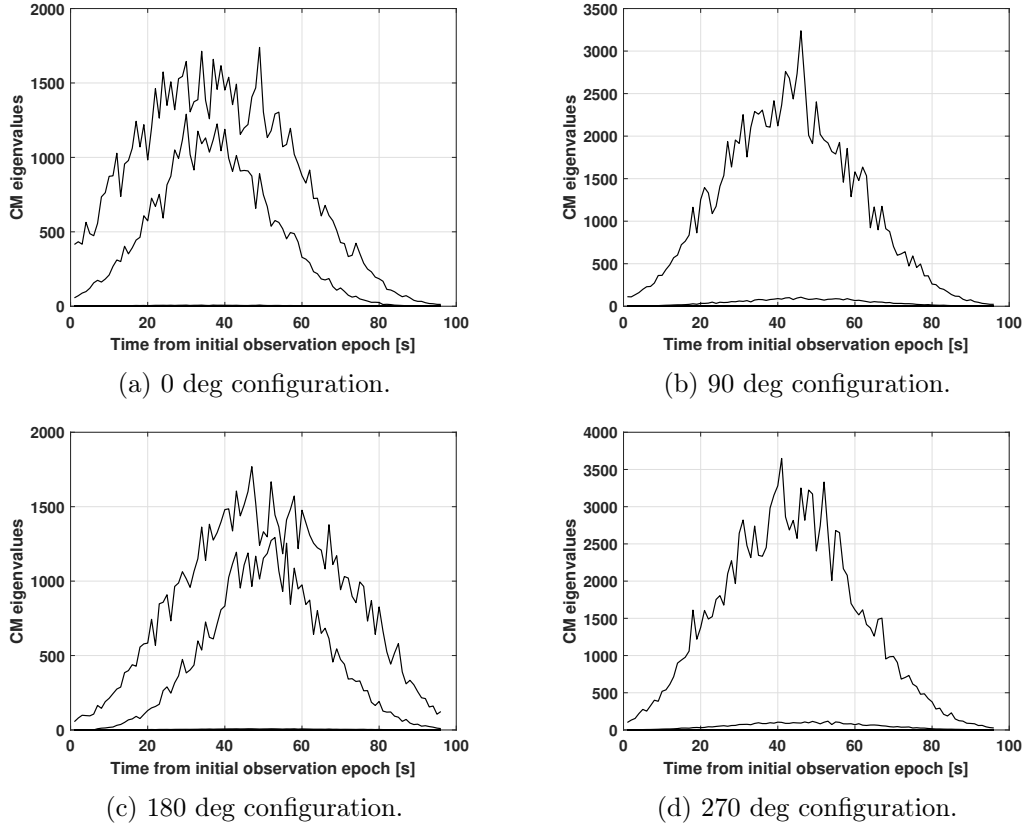 2000
1500
1000
500
0
CM eigenvalues
0 20 40 60 80 100
Time from initial observation epoch [s]
(a) 0 deg configuration.
3500
3000
2500
2000
1500
1000
500
0
CM eigenvalues
0 20 40 60 80 100
Time from initial observation epoch [s]
(b) 90 deg configuration.
2000
1500
1000
500
0
CM eigenvalues
0 20 40 60 80 100
Time from initial observation epoch [s]
(c) 180 deg configuration.
4000
3500
3000
2500
2000
1500
1000
500
0
CM eigenvalues
0 20 40 60 80 100
Time from initial observation epoch [s]
(d) 270 deg configuration.